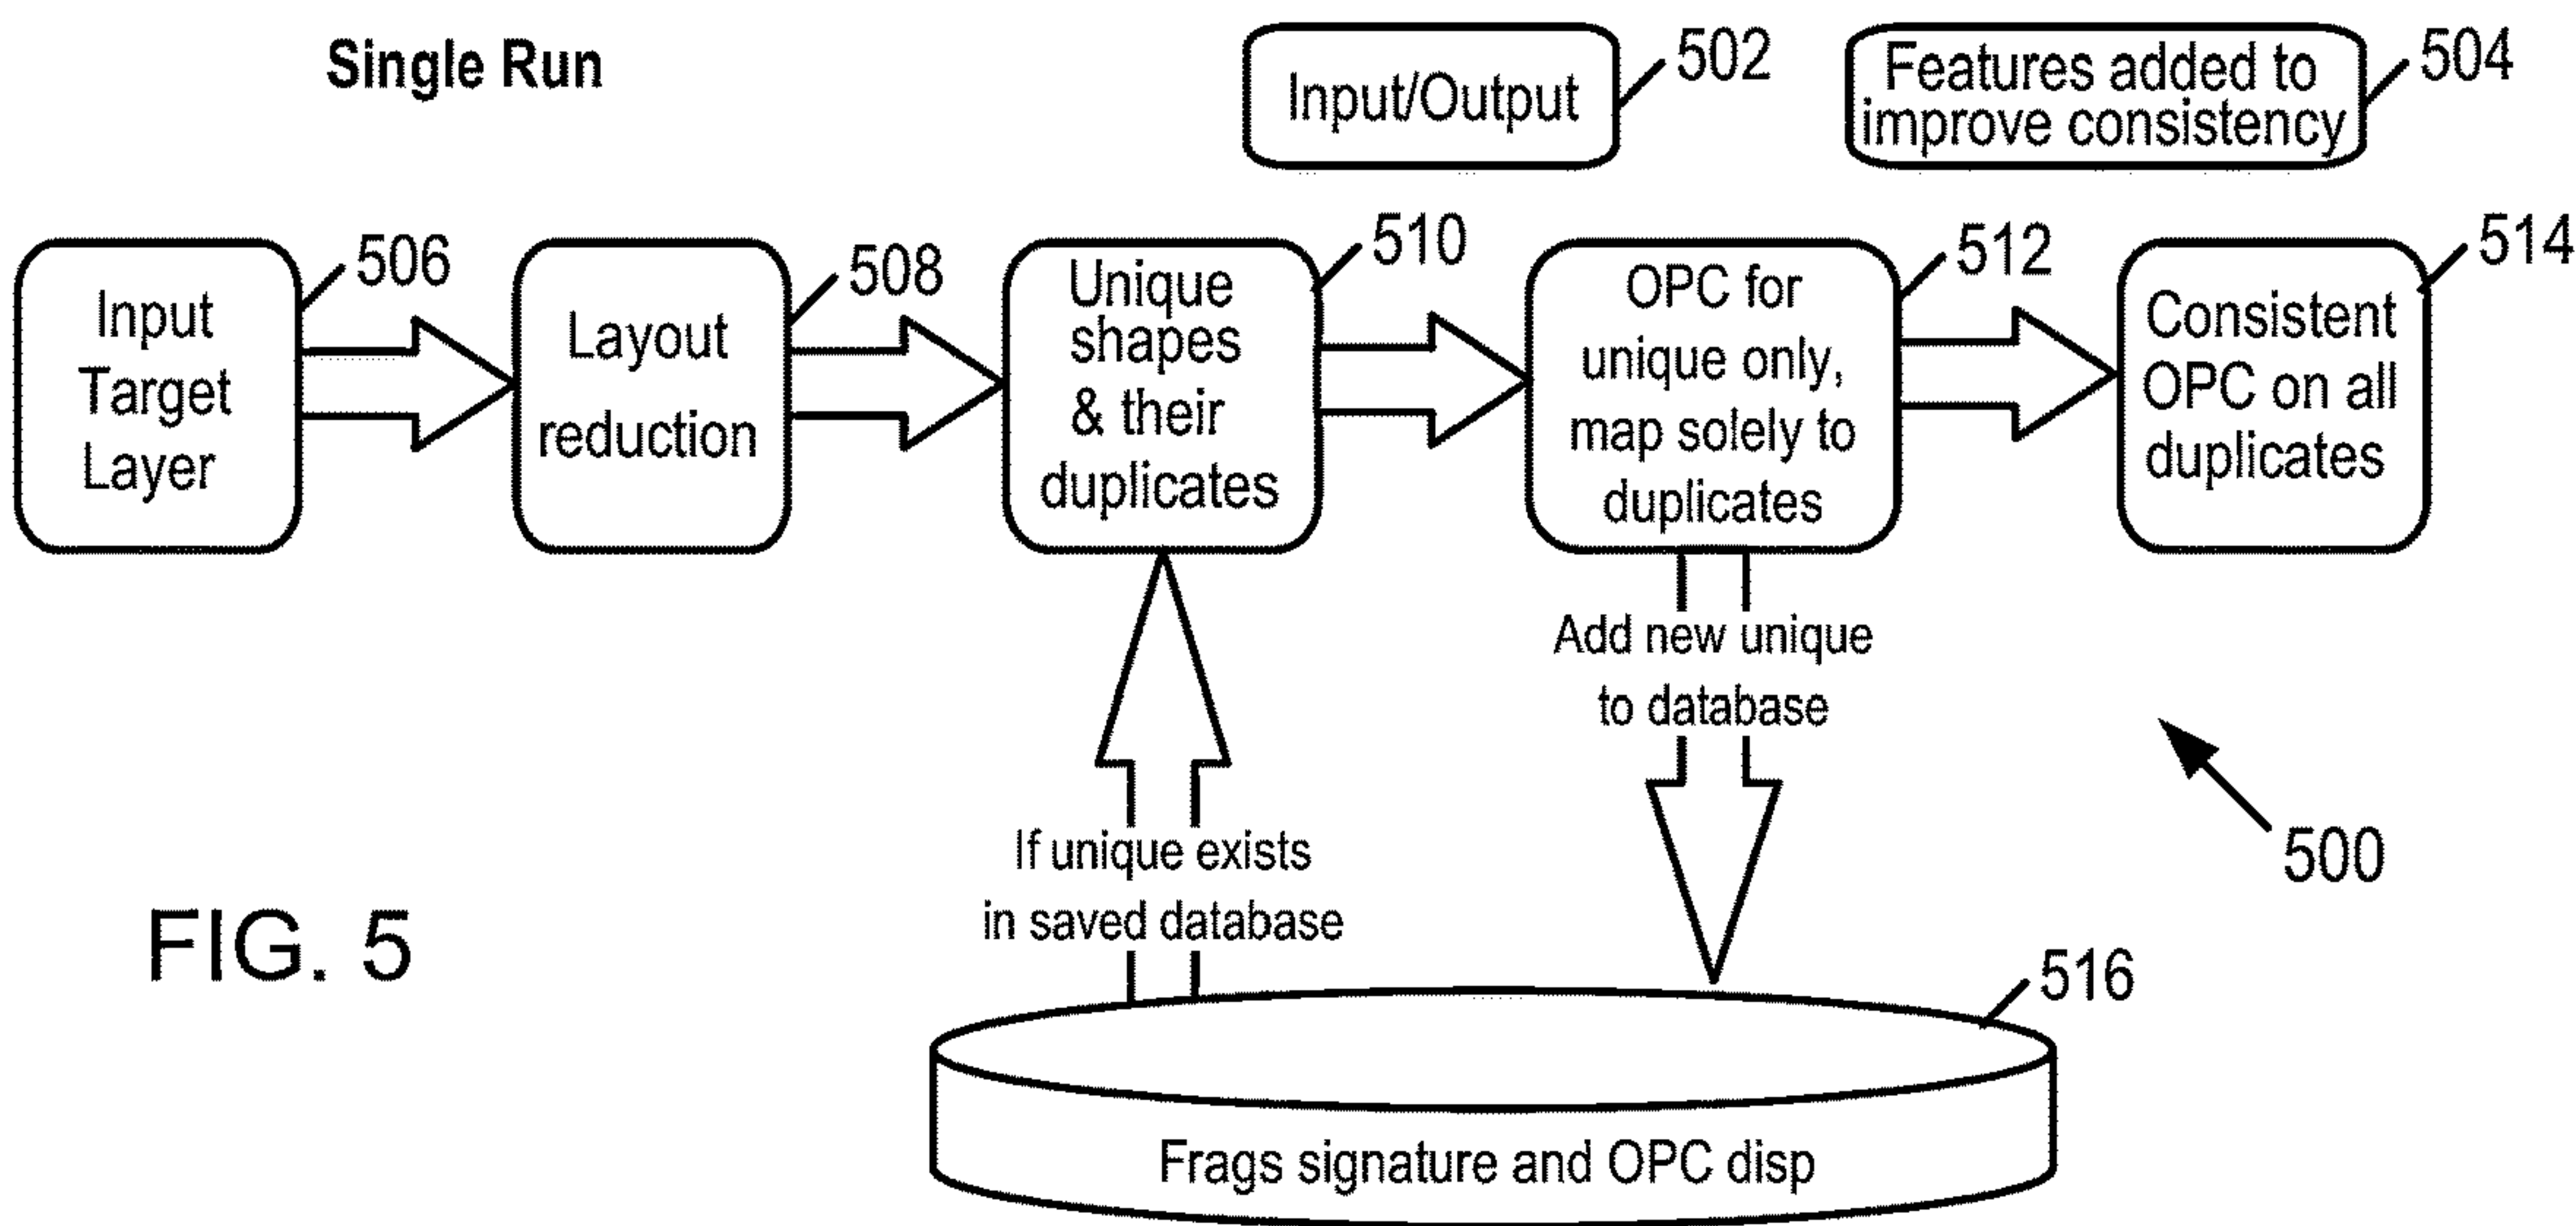 Single Run
Input/Output
502
Features added to
improve consistency
504
Input
Target
Layer
506
Layout
reduction
508
Unique
shapes
& their
duplicates
510
OPC for
unique only,
map solely to
duplicates
512
Consistent
OPC on all
duplicates
514
If unique exists
in saved database
Add new unique
to database
500
Frags signature and OPC disp
516
FIG. 5